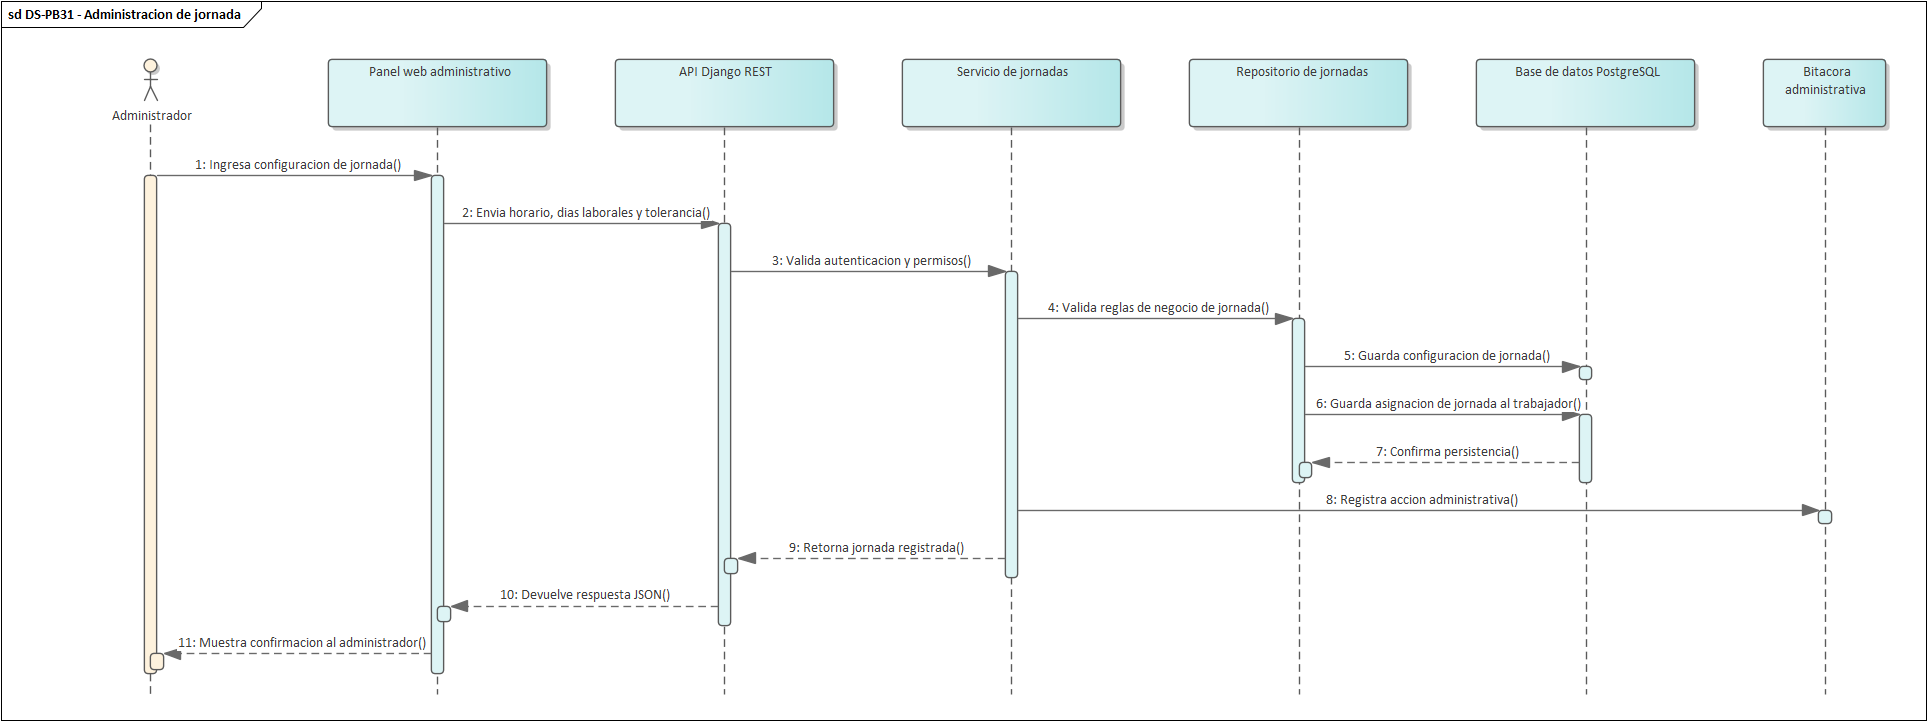 sd DS-PB31 - Administracion de jornada
Administrador
Panel web administrativo
API Django REST
Servicio de jornadas
Repositorio de jornadas
Base de datos PostgreSQL
Bitacora
administrativa
1: Ingresa configuracion de jornada()
2: Envia horario, dias laborales y tolerancia()
3: Valida autenticacion y permisos()
4: Valida reglas de negocio de jornada()
5: Guarda configuracion de jornada()
6: Guarda asignacion de jornada al trabajador()
7: Confirma persistencia()
8: Registra accion administrativa()
9: Retorna jornada registrada()
10: Devuelve respuesta JSON()
11: Muestra confirmacion al administrador()